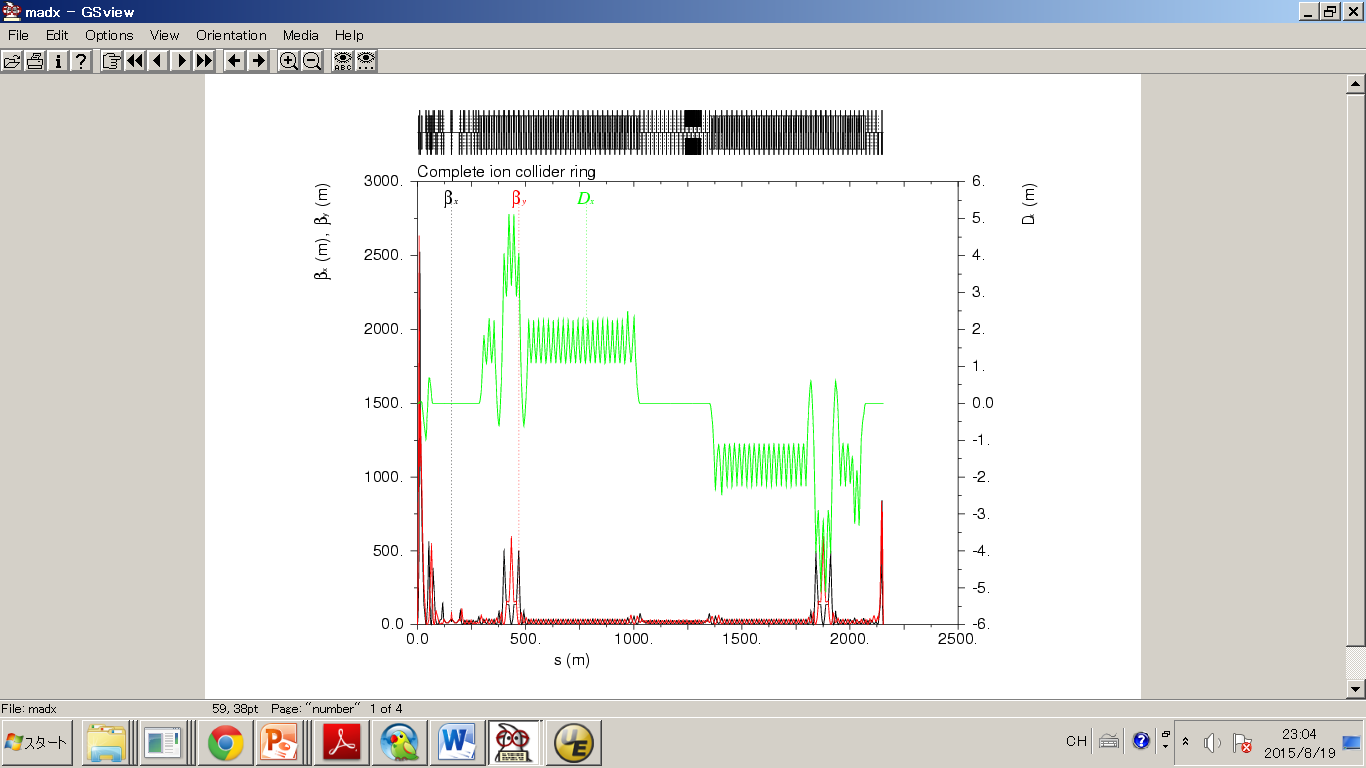 madx - GSview
File Edit Options View Orientation Media Help
Complete ion collider ring
βx βy Dx
βx (m), βy (m)
3000.
2500.
2000.
1500.
1000.
500.
0.0
6.
5.
4.
3.
2.
1.
0.0
-1.
-2.
-3.
-4.
-5.
-6.
Dx (m)
0.0 500. 1000. 1500. 2000. 2500.
s (m)
File: madx 59, 38pt Page: "number" 1 of 4
スタート
CH
23:04
2015/8/19